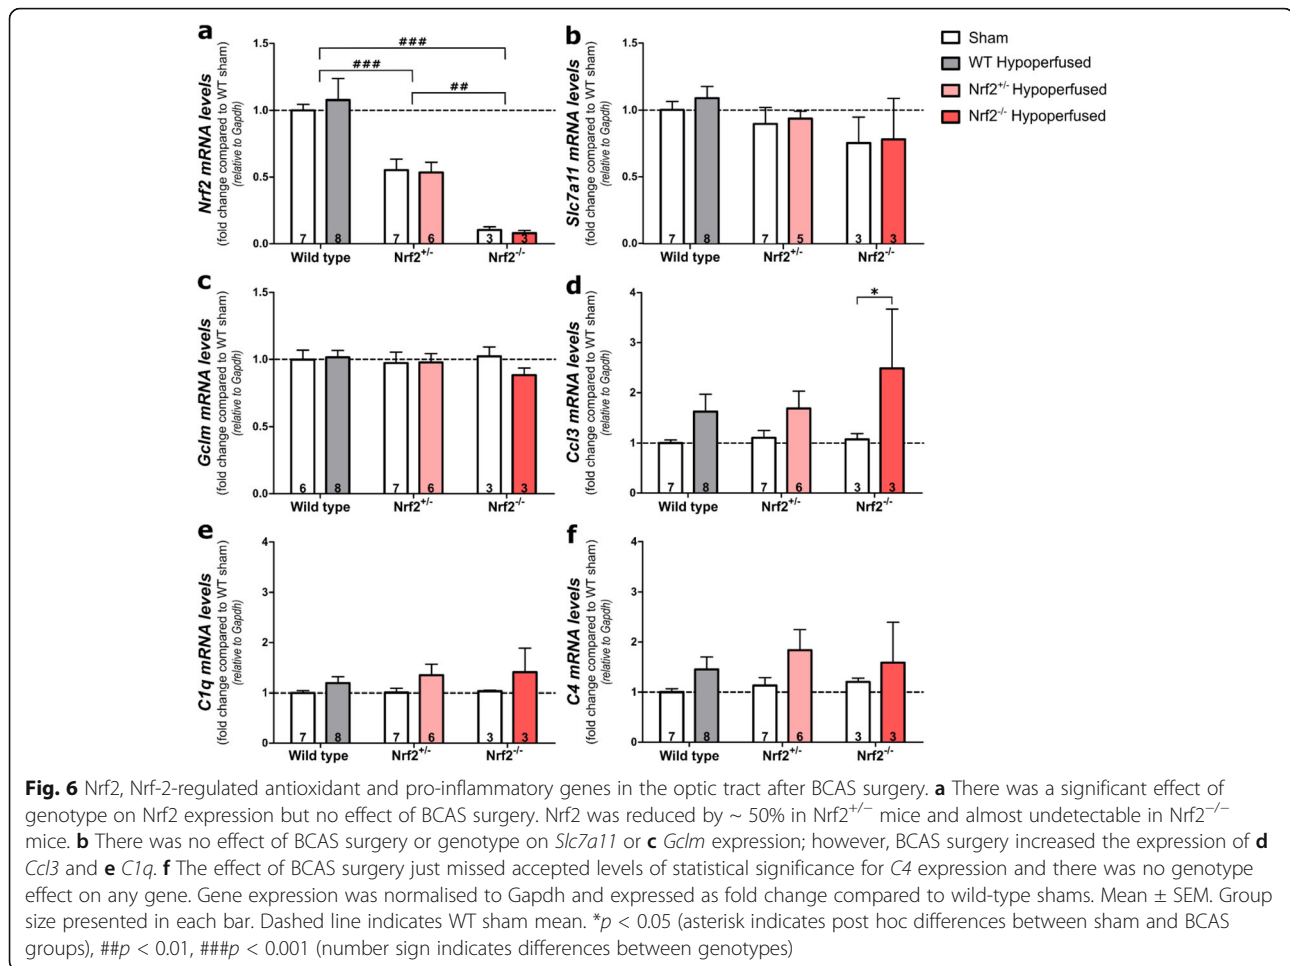 a
Nrf2 mRNA levels
(fold change compared to WT sham)
(relative to Gapdh)
1.5
1.0
0.5
0.0
###
###
##
7
8
7
6
3
3
Wild type
Nrf2+/-
Nrf2-/-
b
Slc7a11 mRNA levels
(fold change compared to WT sham)
(relative to Gapdh)
1.5
1.0
0.5
0.0
7
8
7
5
3
3
Wild type
Nrf2+/-
Nrf2-/-
Sham
WT Hypoperfused
Nrf2+/- Hypoperfused
Nrf2-/- Hypoperfused
c
Gclm mRNA levels
(fold change compared to WT sham)
(relative to Gapdh)
1.5
1.0
0.5
0.0
6
8
7
6
3
3
Wild type
Nrf2+/-
Nrf2-/-
d
Ccl3 mRNA levels
(fold change compared to WT sham)
(relative to Gapdh)
4
3
2
1
0
*
7
8
7
6
3
3
Wild type
Nrf2+/-
Nrf2-/-
e
C1q mRNA levels
(fold change compared to WT sham)
(relative to Gapdh)
4
3
2
1
0
7
8
7
6
3
3
Wild type
Nrf2+/-
Nrf2-/-
f
C4 mRNA levels
(fold change compared to WT sham)
(relative to Gapdh)
4
3
2
1
0
7
8
7
6
3
3
Wild type
Nrf2+/-
Nrf2-/-
Fig. 6 Nrf2, Nrf-2-regulated antioxidant and pro-inflammatory genes in the optic tract after BCAS surgery. a There was a significant effect of
genotype on Nrf2 expression but no effect of BCAS surgery. Nrf2 was reduced by ~ 50% in Nrf2+/− mice and almost undetectable in Nrf2−/−
mice. b There was no effect of BCAS surgery or genotype on Slc7a11 or c Gclm expression; however, BCAS surgery increased the expression of d
Ccl3 and e C1q. f The effect of BCAS surgery just missed accepted levels of statistical significance for C4 expression and there was no genotype
effect on any gene. Gene expression was normalised to Gapdh and expressed as fold change compared to wild-type shams. Mean ± SEM. Group
size presented in each bar. Dashed line indicates WT sham mean. *p < 0.05 (asterisk indicates post hoc differences between sham and BCAS
groups), ##p < 0.01, ###p < 0.001 (number sign indicates differences between genotypes)